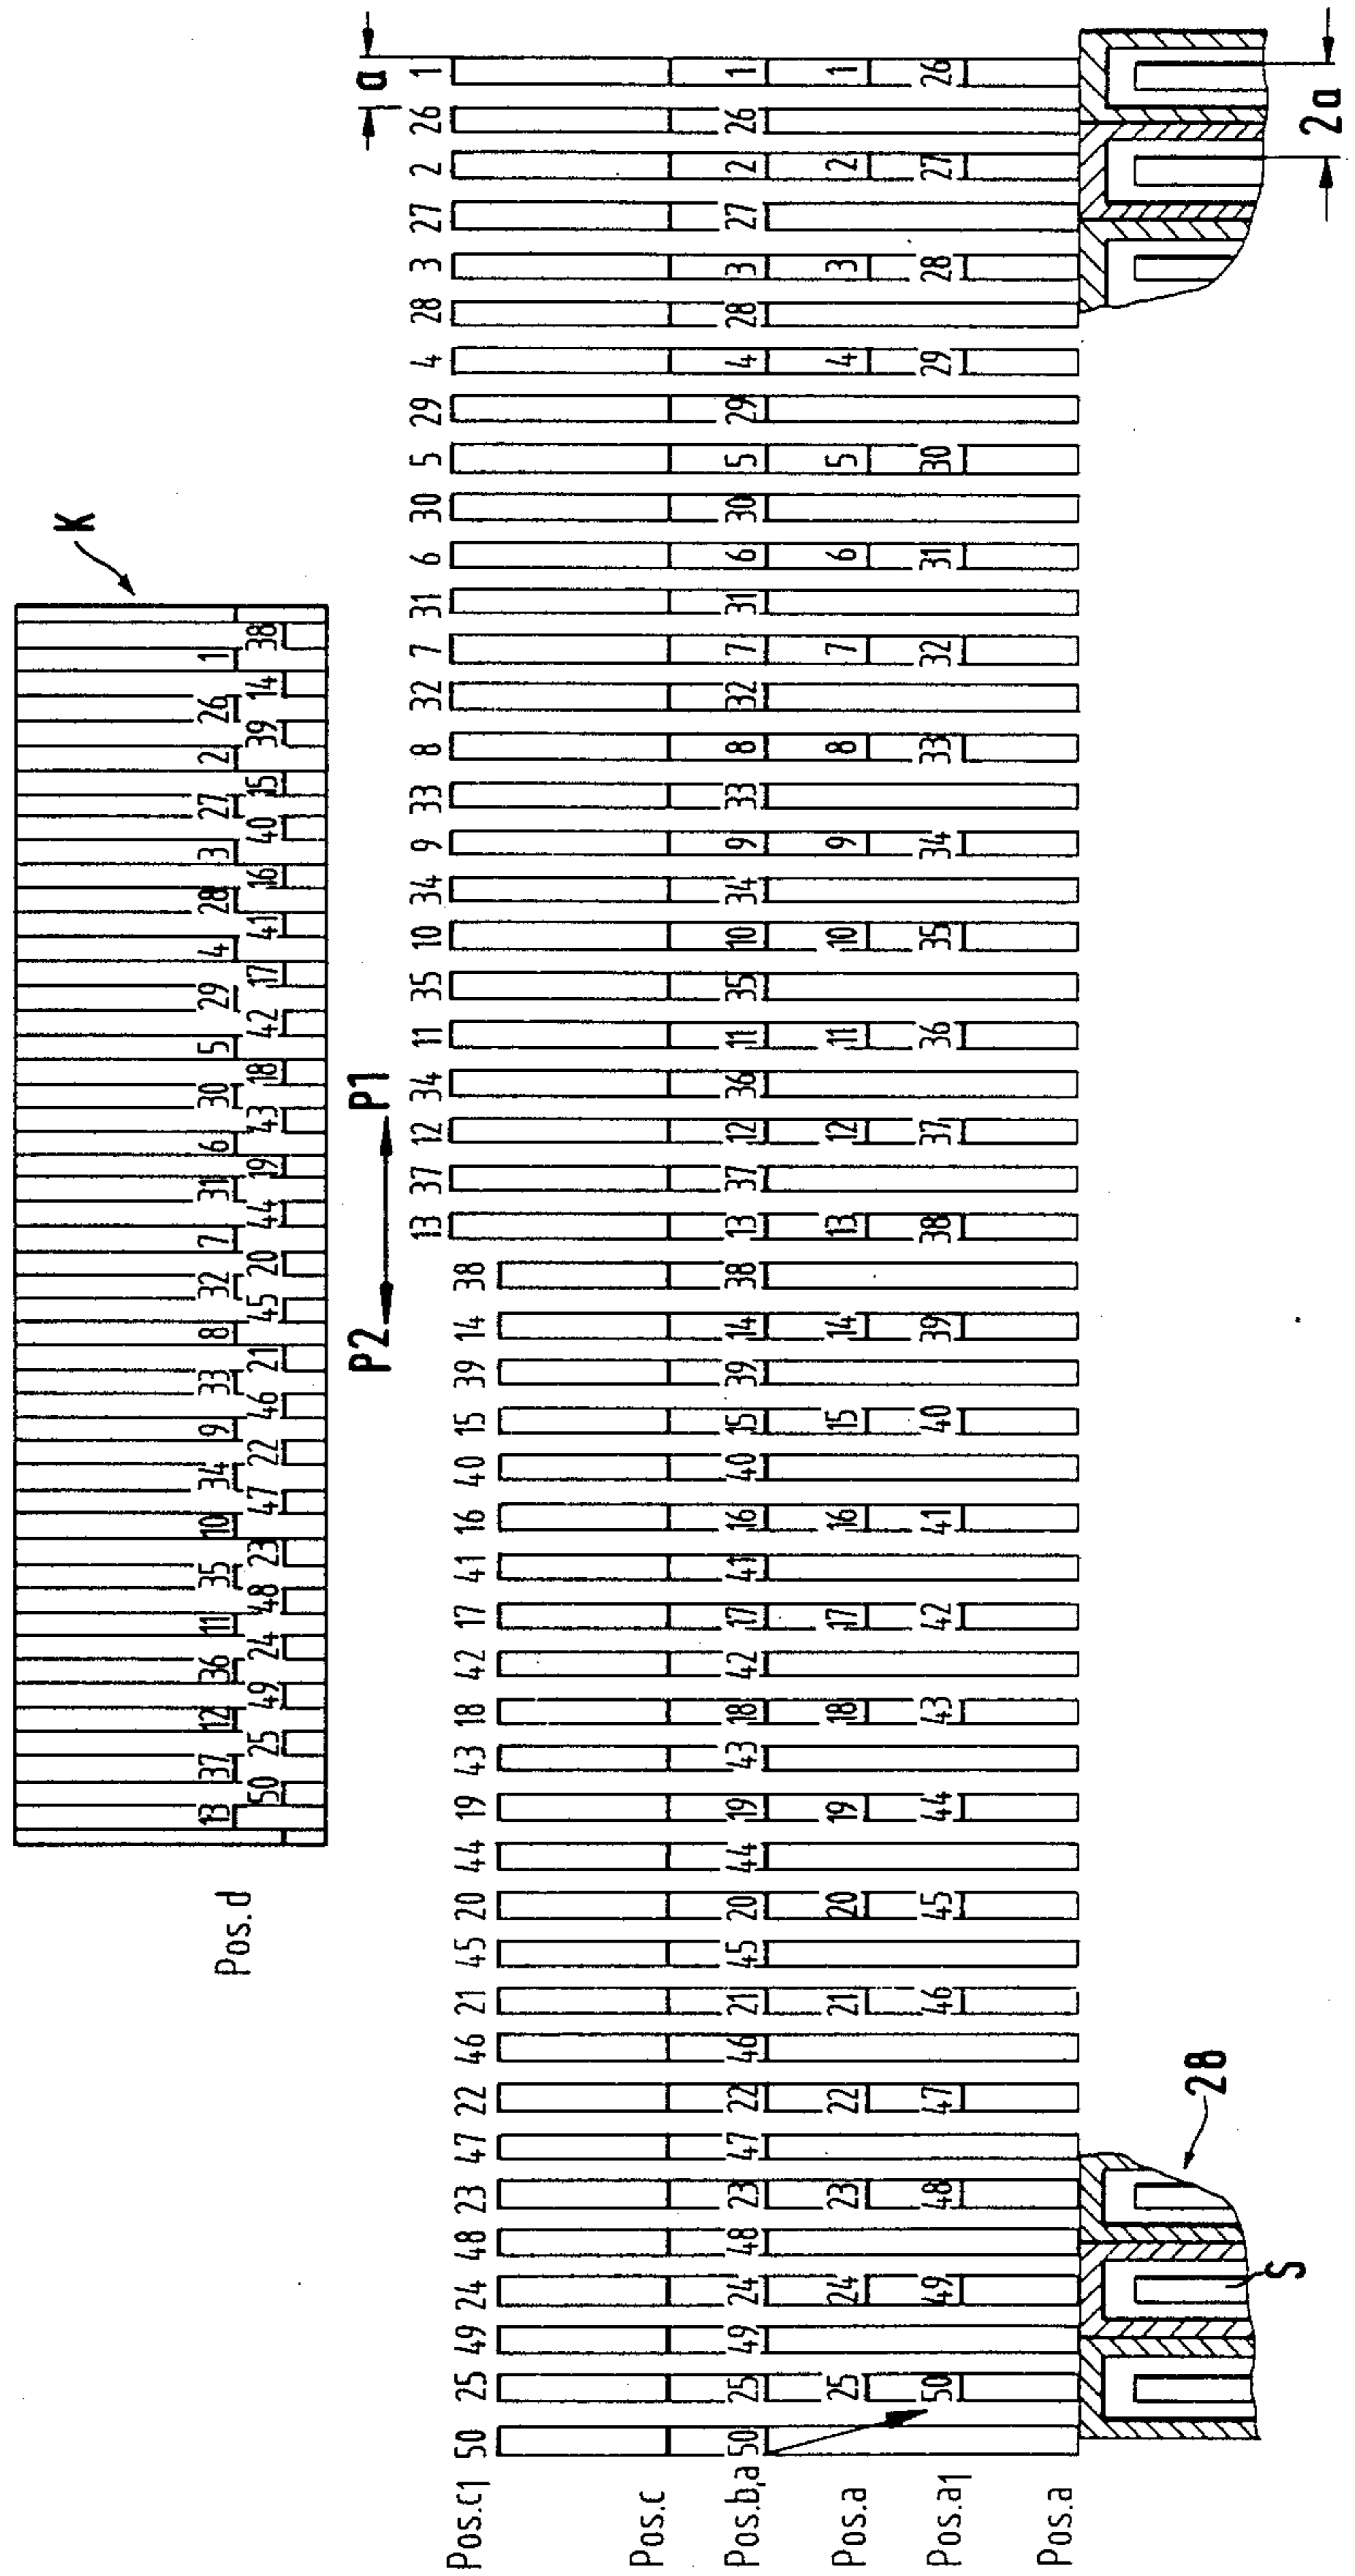 K
Pos. d 13 37 12 36 11 35 10 34 9 33 8 32 7 31 6 30 5 29 4 28 3 27 2 26 1
50 25 49 24 48 23 47 22 46 21 45 20 44 19 43 18 42 17 41 16 40 15 39 14 38
P2 P1 a
13 37 12 34 11 35 10 34 9 33 8 32 7 31 6 30 5 29 4 28 3 27 2 26 1
Pos.c1 50 25 49 24 48 23 47 22 46 21 45 20 44 19 43 18 42 17 41 16 40 15 39 14 38
Pos.c
Pos.b,a 50 25 49 24 48 23 47 22 46 21 45 20 44 19 43 18 42 17 41 16 40 15 39 14 38 13 37 12 36 11 35 10 34 9 33 8 32 7 31 6 30 5 29 4 28 3 27 2 26 1
Pos.a 25 24 23 22 21 20 19 18 17 16 15 14 13 12 11 10 9 8 7 6 5 4 3 2 1
Pos.a1 50 49 48 47 46 45 44 43 42 41 40 39 38 37 36 35 34 33 32 31 30 29 28 27 26
Pos.a
28
S
2a